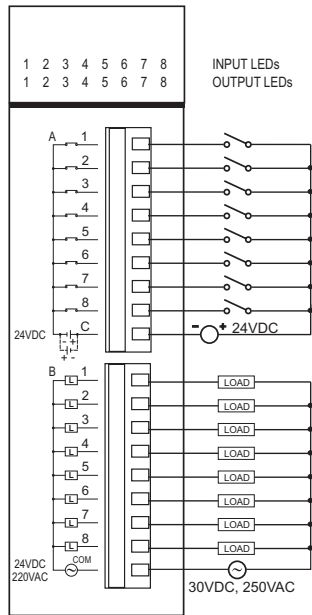 1 2 3 4 5 6 7 8 INPUT LEDs
1 2 3 4 5 6 7 8 OUTPUT LEDs
A 1
2
3
4
5
6
7
8
24VDC - + C - + 24VDC
+ -
B L 1 LOAD
L 2 LOAD
L 3 LOAD
L 4 LOAD
L 5 LOAD
L 6 LOAD
L 7 LOAD
L 8 LOAD
24VDC COM
220VAC 30VDC, 250VAC